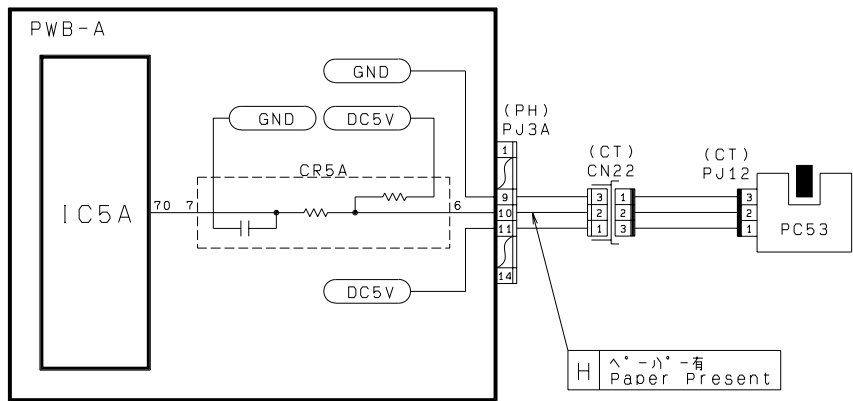 PWB-A
GND
(PH)
PJ3A
GND
DC5V
CR5A
1
(CT)
CN22
(CT)
PJ12
IC5A
70
7
6
9
10
11
14
3
2
1
1
2
3
3
2
1
PC53
DC5V
H
ペーパー有
Paper Present